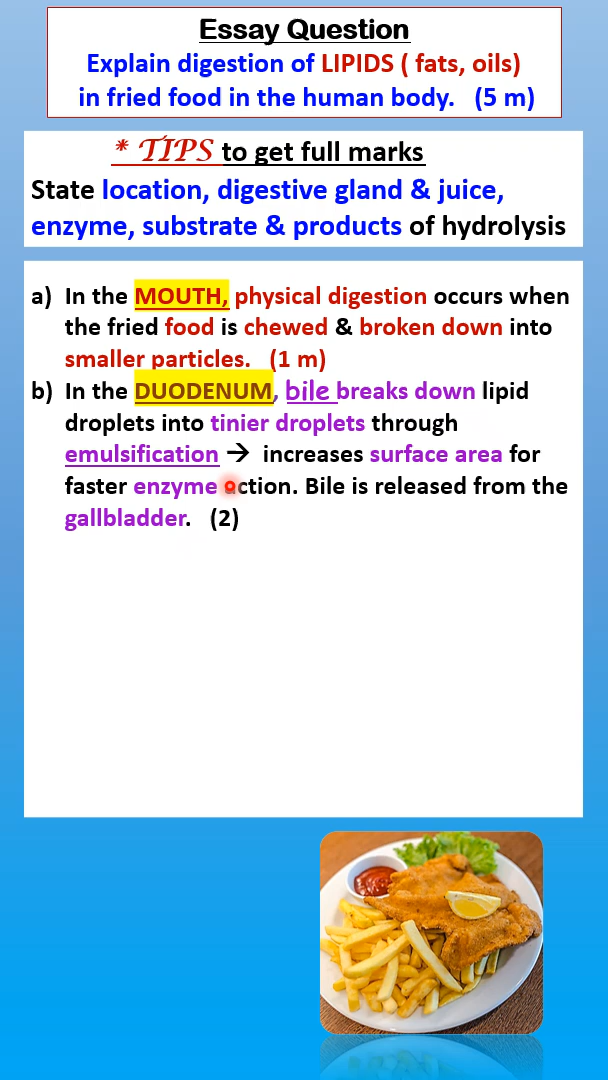 Essay Question
Explain digestion of LIPIDS ( fats, oils)
in fried food in the human body. (5 m)
* TIPS to get full marks
State location, digestive gland & juice,
enzyme, substrate & products of hydrolysis
a) In the MOUTH, physical digestion occurs when
the fried food is chewed & broken down into
smaller particles. (1 m)
b) In the DUODENUM, bile breaks down lipid
droplets into tinier droplets through
emulsification → increases surface area for
faster enzyme action. Bile is released from the
gallbladder. (2)